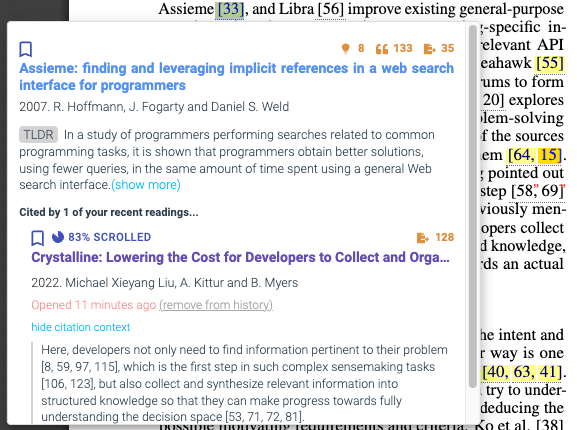 Assieme [33], and Libra [56] improve existing general-purpose
-specific in-
relevant API
eahawk [55]
ums to form
20] explores
lem-solving
f the sources
em [64, 15].
pointed out
step [58, 69]
viously men-
opers collect
d knowledge,
rds an actual
he intent and
r way is one
[40, 63, 41].
try to under-
deducing the
possible motivating requirements and criteria. Ko et al. [38]
8 133 35
Assieme: finding and leveraging implicit references in a web search
interface for programmers
2007. R. Hoffmann, J. Fogarty and Daniel S. Weld
TLDR In a study of programmers performing searches related to common
programming tasks, it is shown that programmers obtain better solutions,
using fewer queries, in the same amount of time spent using a general Web
search interface.(show more)
Cited by 1 of your recent readings...
83% SCROLLED 128
Crystalline: Lowering the Cost for Developers to Collect and Orga...
2022. Michael Xieyang Liu, A. Kittur and B. Myers
Opened 11 minutes ago (remove from history)
hide citation context
Here, developers not only need to find information pertinent to their problem
[8, 59, 97, 115], which is the first step in such complex sensemaking tasks
[106, 123], but also collect and synthesize relevant information into
structured knowledge so that they can make progress towards fully
understanding the decision space [53, 71, 72, 81].